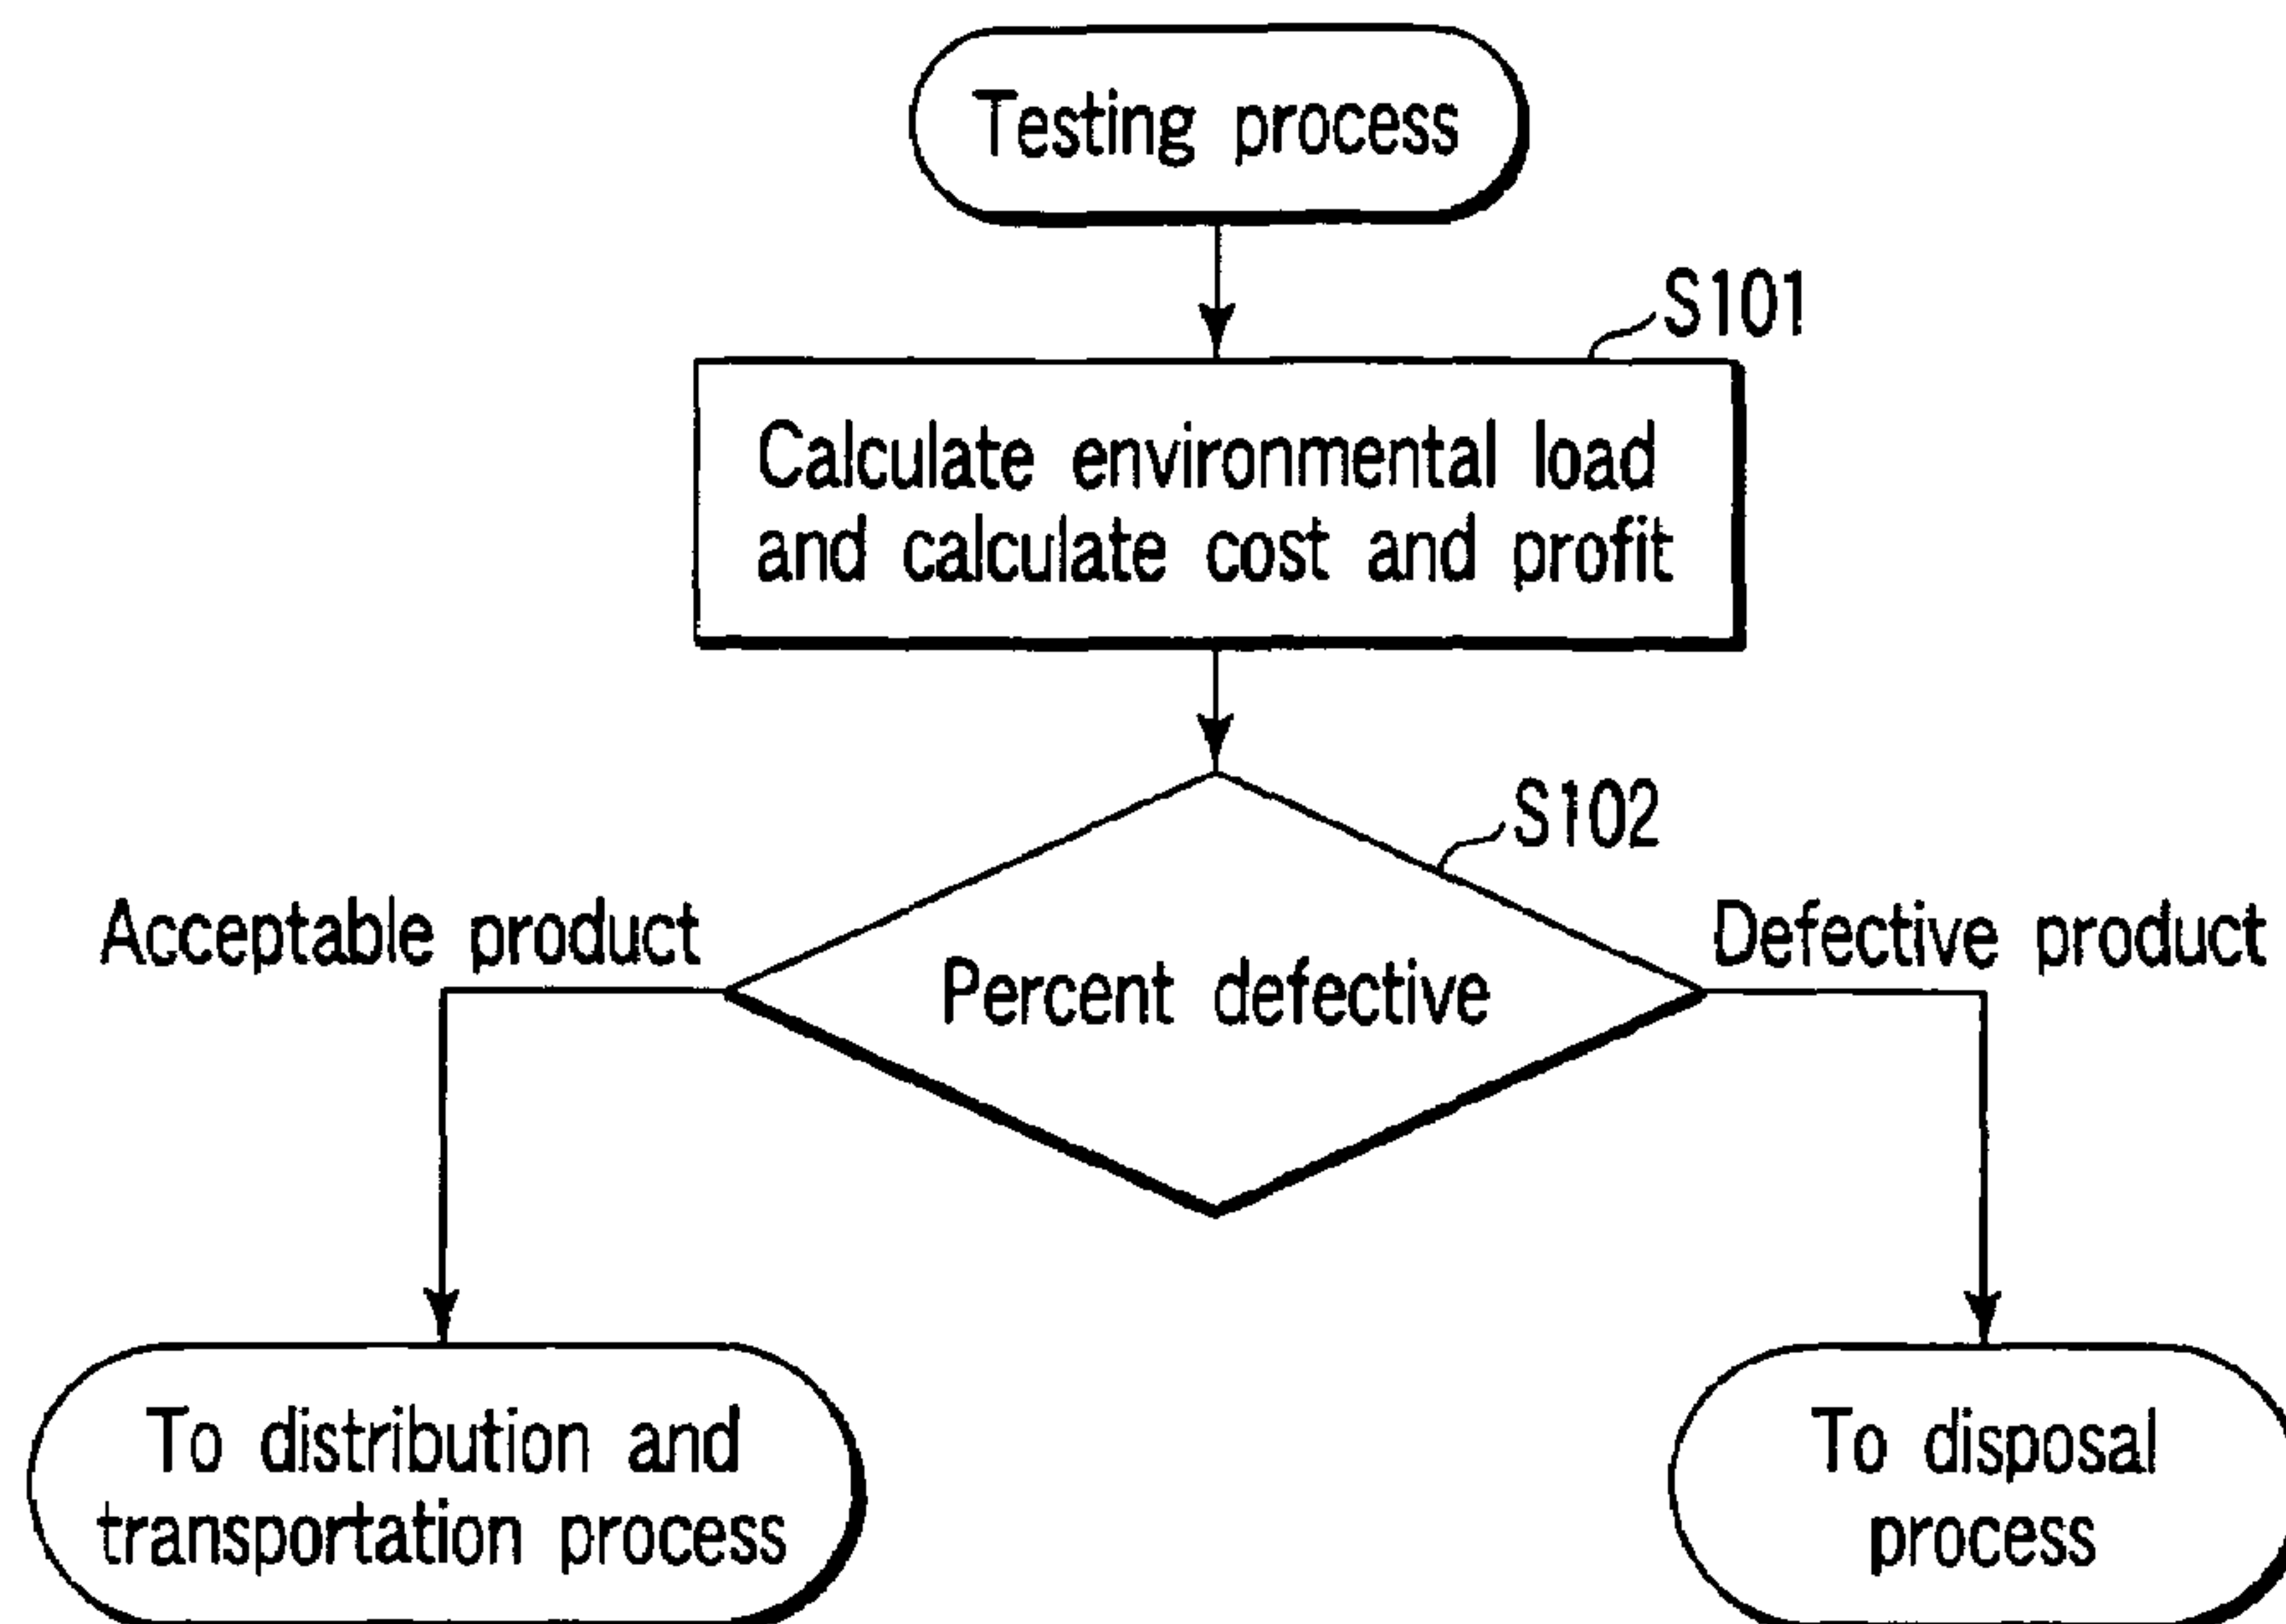 Testing process
S101
Calculate environmental load
and calculate cost and profit
S102
Acceptable product
Defective product
Percent defective
To distribution and
transportation process
To disposal
process